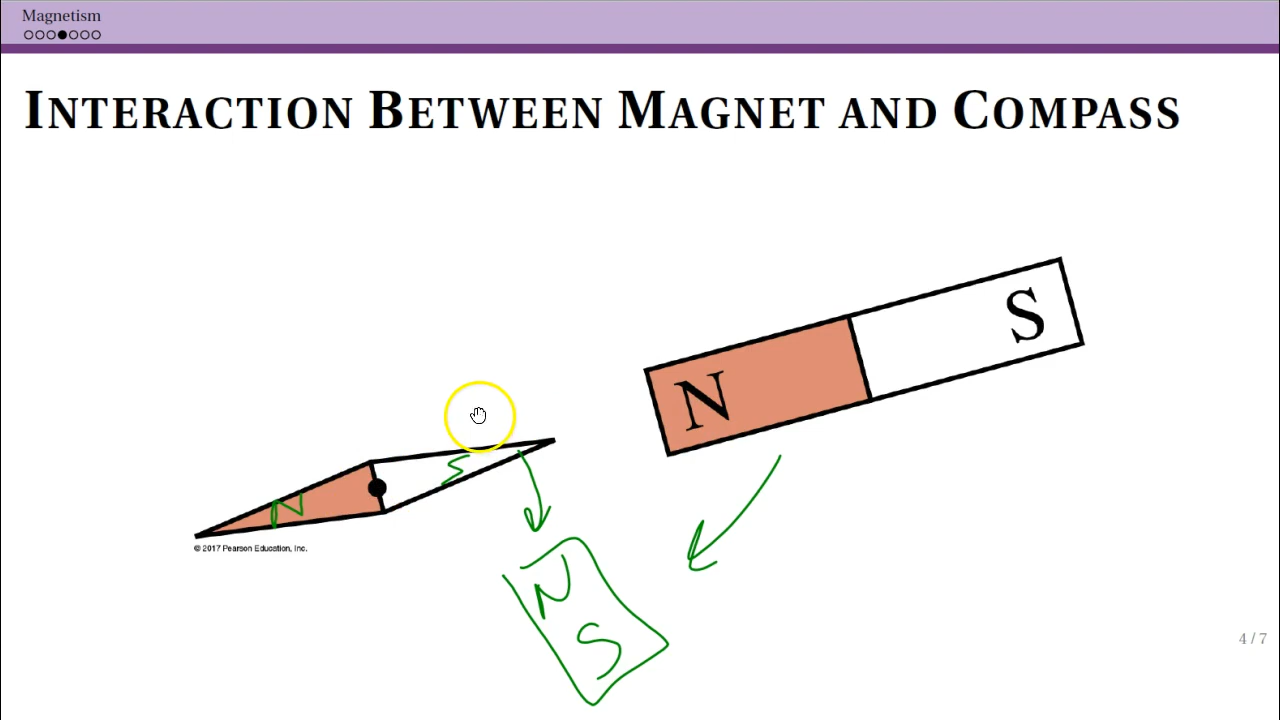 Magnetism
INTERACTION BETWEEN MAGNET AND COMPASS
S
N
S
N
© 2017 Pearson Education, Inc.
N
S
4 / 7